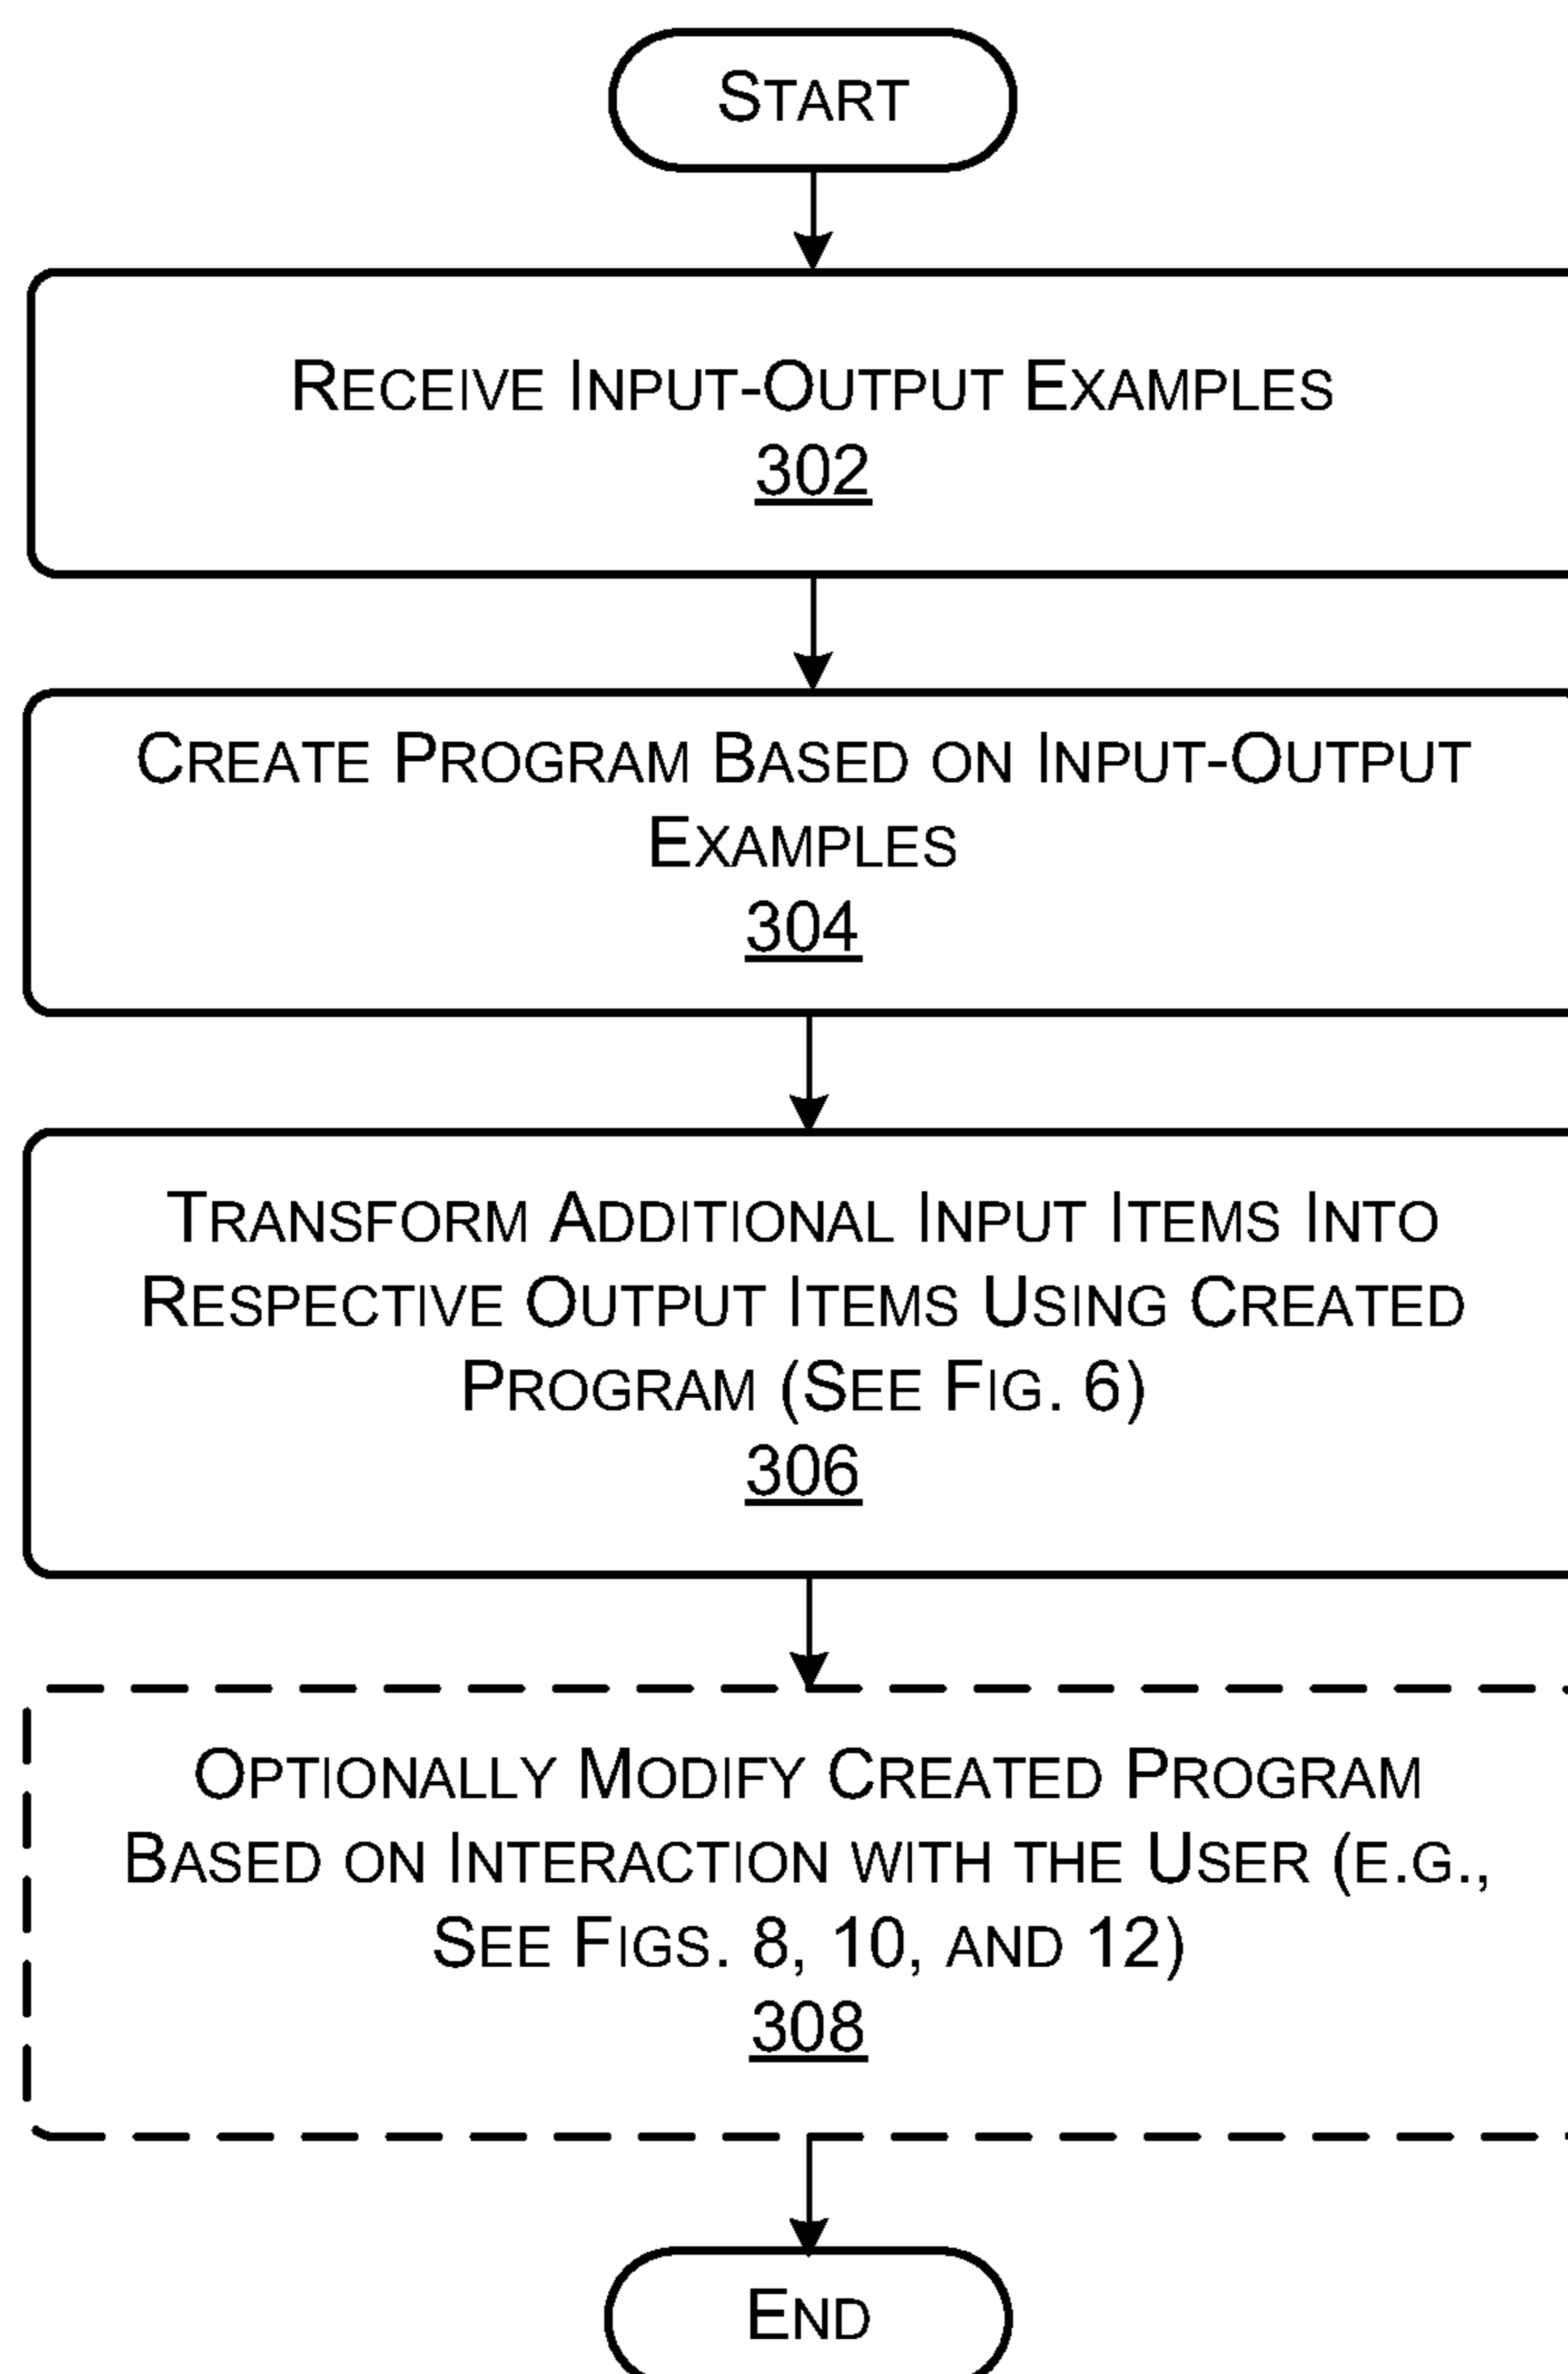 START
RECEIVE INPUT-OUTPUT EXAMPLES
302
CREATE PROGRAM BASED ON INPUT-OUTPUT
EXAMPLES
304
TRANSFORM ADDITIONAL INPUT ITEMS INTO
RESPECTIVE OUTPUT ITEMS USING CREATED
PROGRAM (SEE FIG. 6)
306
OPTIONALLY MODIFY CREATED PROGRAM
BASED ON INTERACTION WITH THE USER (E.G.,
SEE FIGS. 8, 10, AND 12)
308
END